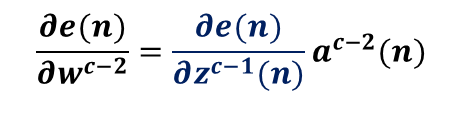 ∂e(n)/∂w^{c−2} = ∂e(n)/∂z^{c−1}(n) a^{c−2}(n)